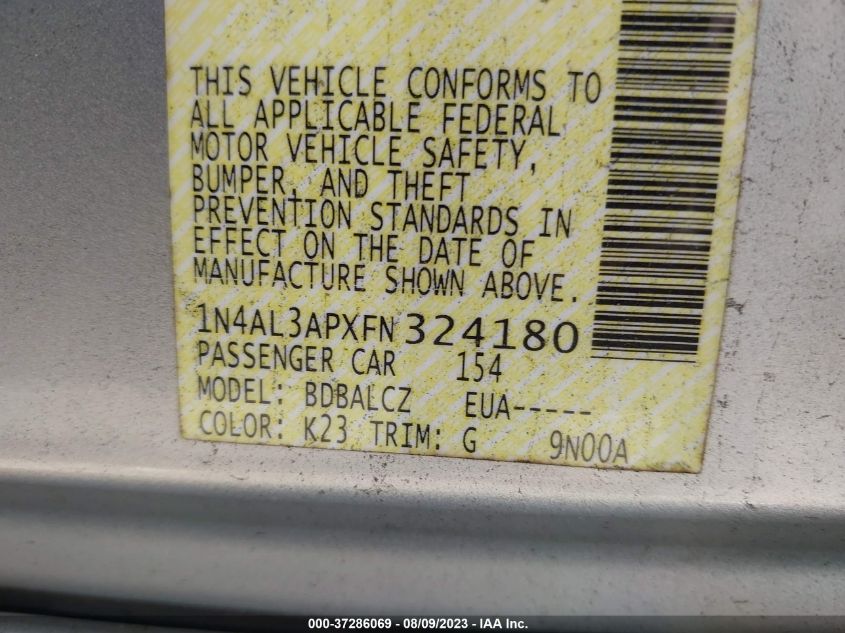 THIS VEHICLE CONFORMS TO
ALL APPLICABLE FEDERAL
MOTOR VEHICLE SAFETY,
BUMPER, AND THEFT
PREVENTION STANDARDS IN
EFFECT ON THE DATE OF
MANUFACTURE SHOWN ABOVE.
1N4AL3APXFN324180
PASSENGER CAR 154
MODEL: BDBALCZ EUA-----
COLOR: K23 TRIM: G 9N00A
000-37286069 - 08/09/2023 - IAA Inc.